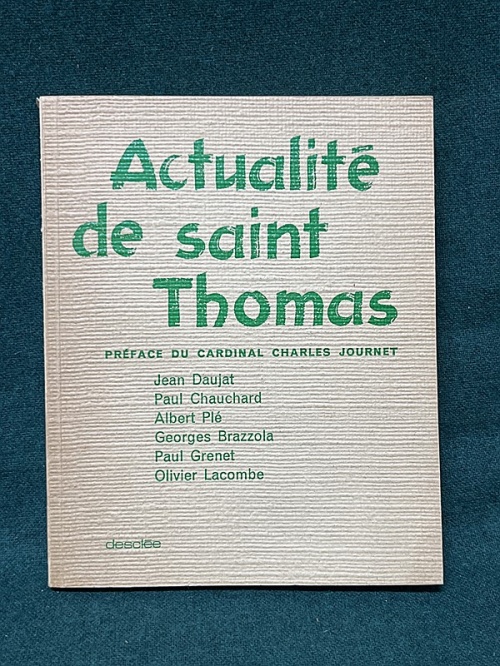 Actualité
de saint
Thomas
PRÉFACE DU CARDINAL CHARLES JOURNET
Jean Daujat
Paul Chauchard
Albert Plé
Georges Brazzola
Paul Grenet
Olivier Lacombe
desclée